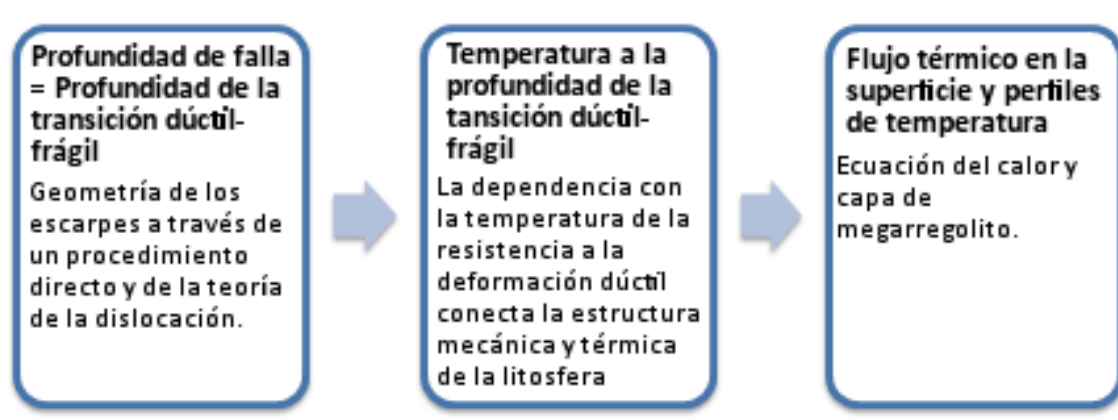 Profundidad de falla
= Profundidad de la
transición dúctil-
frágil
Geometría de los
escarpes a través de
un procedimiento
directo y de la teoría
de la dislocación.
Temperatura a la
profundidad de la
tansición dúctil-
frágil
La dependencia con
la temperatura de la
resistencia a la
deformación dúctil
conecta la estructura
mecánica y térmica
de la litosfera
Flujo térmico en la
superficie y perfiles
de temperatura
Ecuación del calor y
capa de
megarregolito.